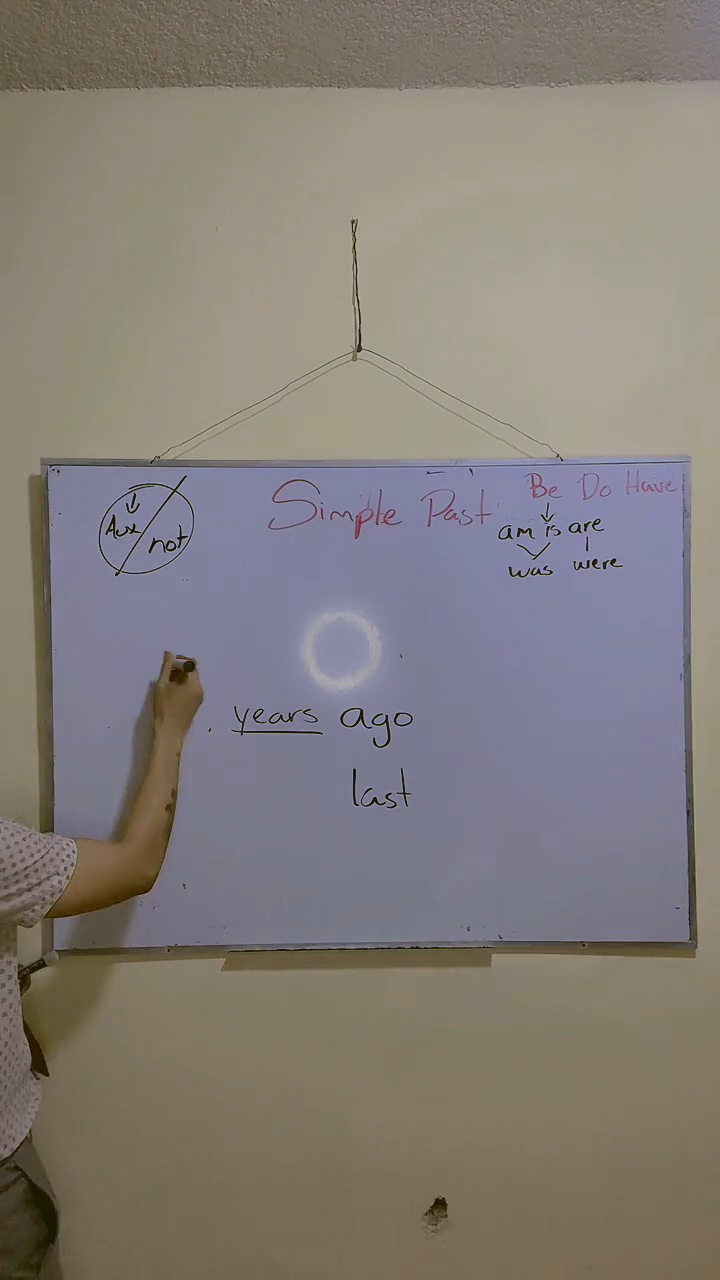 Simple Past
Be Do Have
Aux
not
am is are
was were
years ago
last